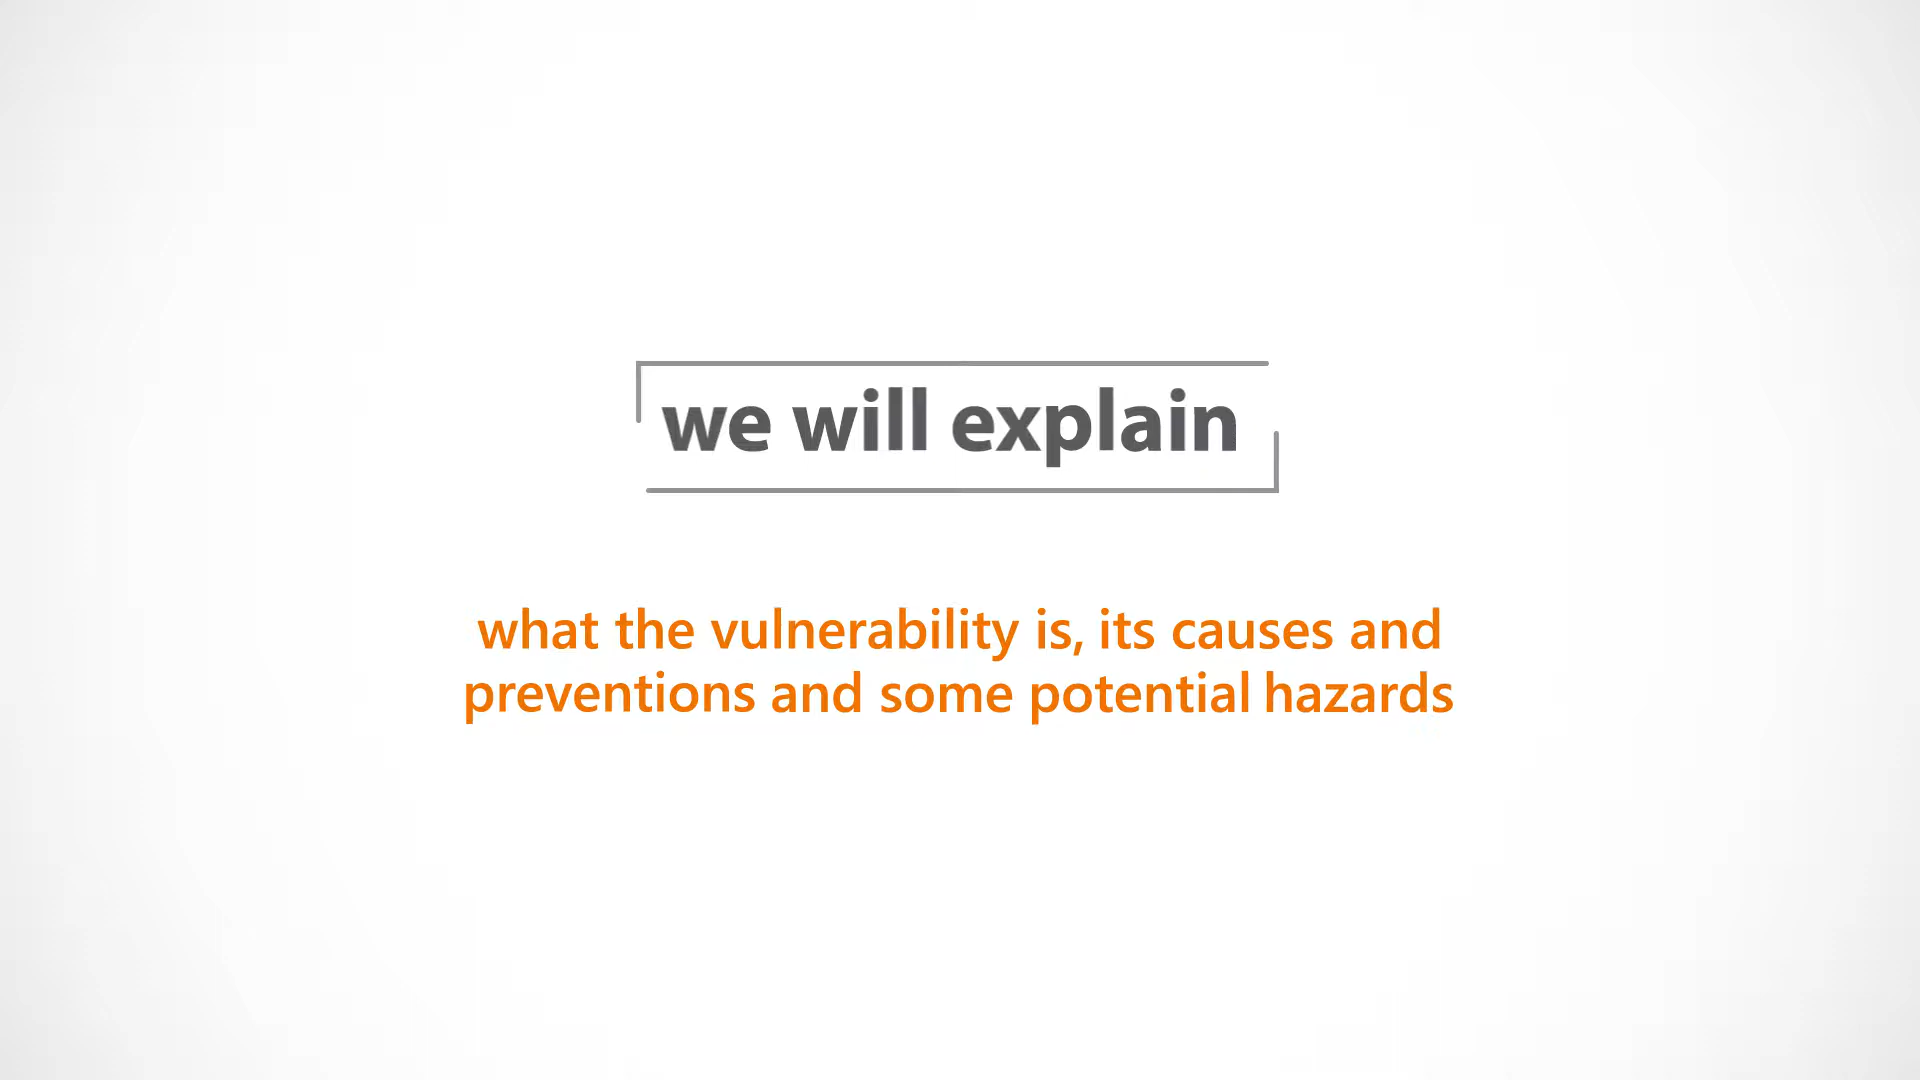 we will explain
what the vulnerability is, its causes and
preventions and some potential hazards